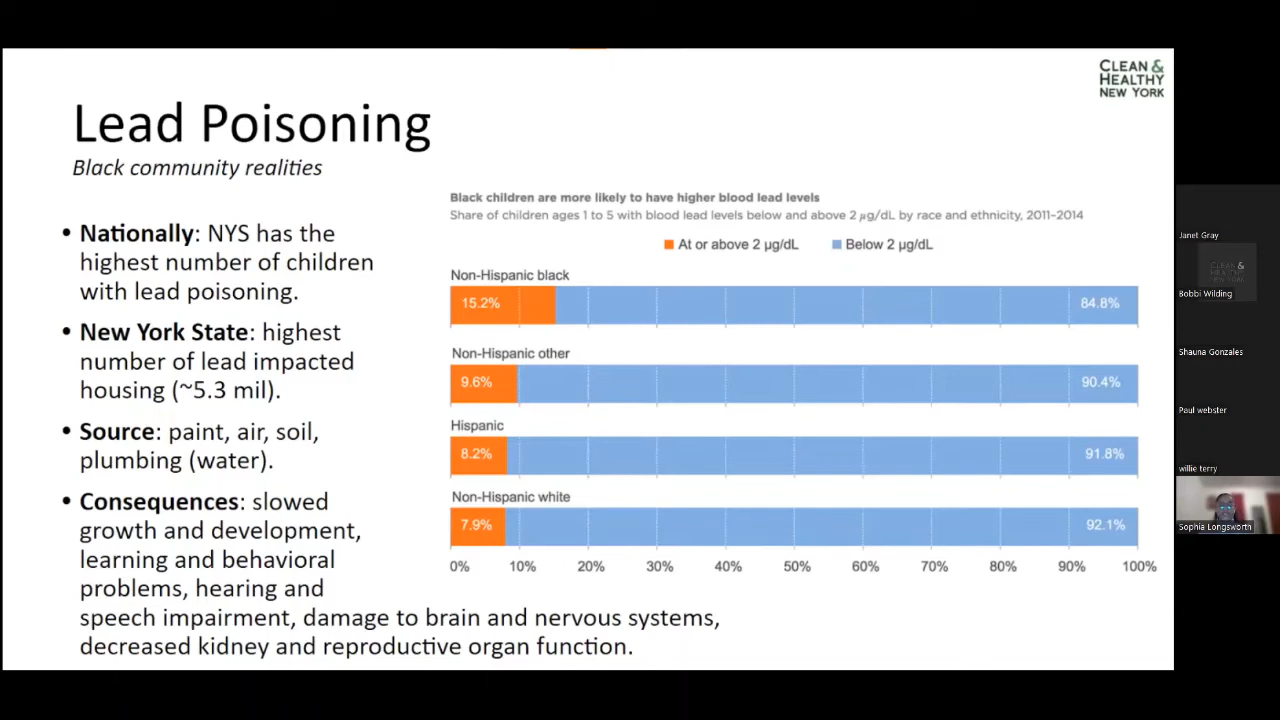 CLEAN &
HEALTHY
NEW YORK
Lead Poisoning
Black community realities
• Nationally: NYS has the
highest number of children
with lead poisoning.
• New York State: highest
number of lead impacted
housing (~5.3 mil).
• Source: paint, air, soil,
plumbing (water).
• Consequences: slowed
growth and development,
learning and behavioral
problems, hearing and
speech impairment, damage to brain and nervous systems,
decreased kidney and reproductive organ function.
Black children are more likely to have higher blood lead levels
Share of children ages 1 to 5 with blood lead levels below and above 2 µg/dL by race and ethnicity, 2011-2014
At or above 2 µg/dL Below 2 µg/dL
Non-Hispanic black
15.2% 84.8%
Non-Hispanic other
9.6% 90.4%
Hispanic
8.2% 91.8%
Non-Hispanic white
7.9% 92.1%
0% 10% 20% 30% 40% 50% 60% 70% 80% 90% 100%
Janet Gray
CLEAN &
HEALTHY
NEW YORK
Bobbi Wilding
Shauna Gonzales
Paul webster
willie terry
Sophia Longsworth